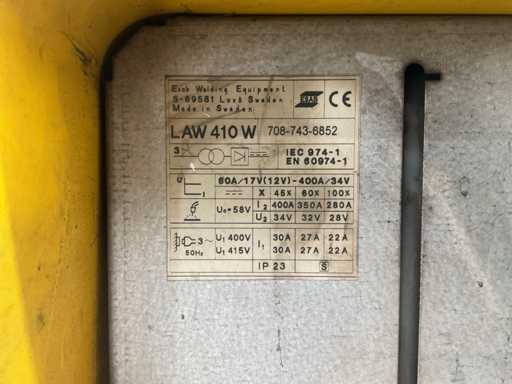 Esab Welding Equipment
S-69581 Laxå Sweden
Made in Sweden
ESAB CE
LAW 410 W 708-743-6852
3~
IEC 974-1
EN 60974-1
60A/17V(12V)-400A/34V
X 45% 60% 100%
U₀=58V I₂ 400A 350A 280A
U₂ 34V 32V 28V
3~ U₁ 400V I₁ 30A 27A 22A
50Hz U₁ 415V 30A 27A 22A
IP 23 S